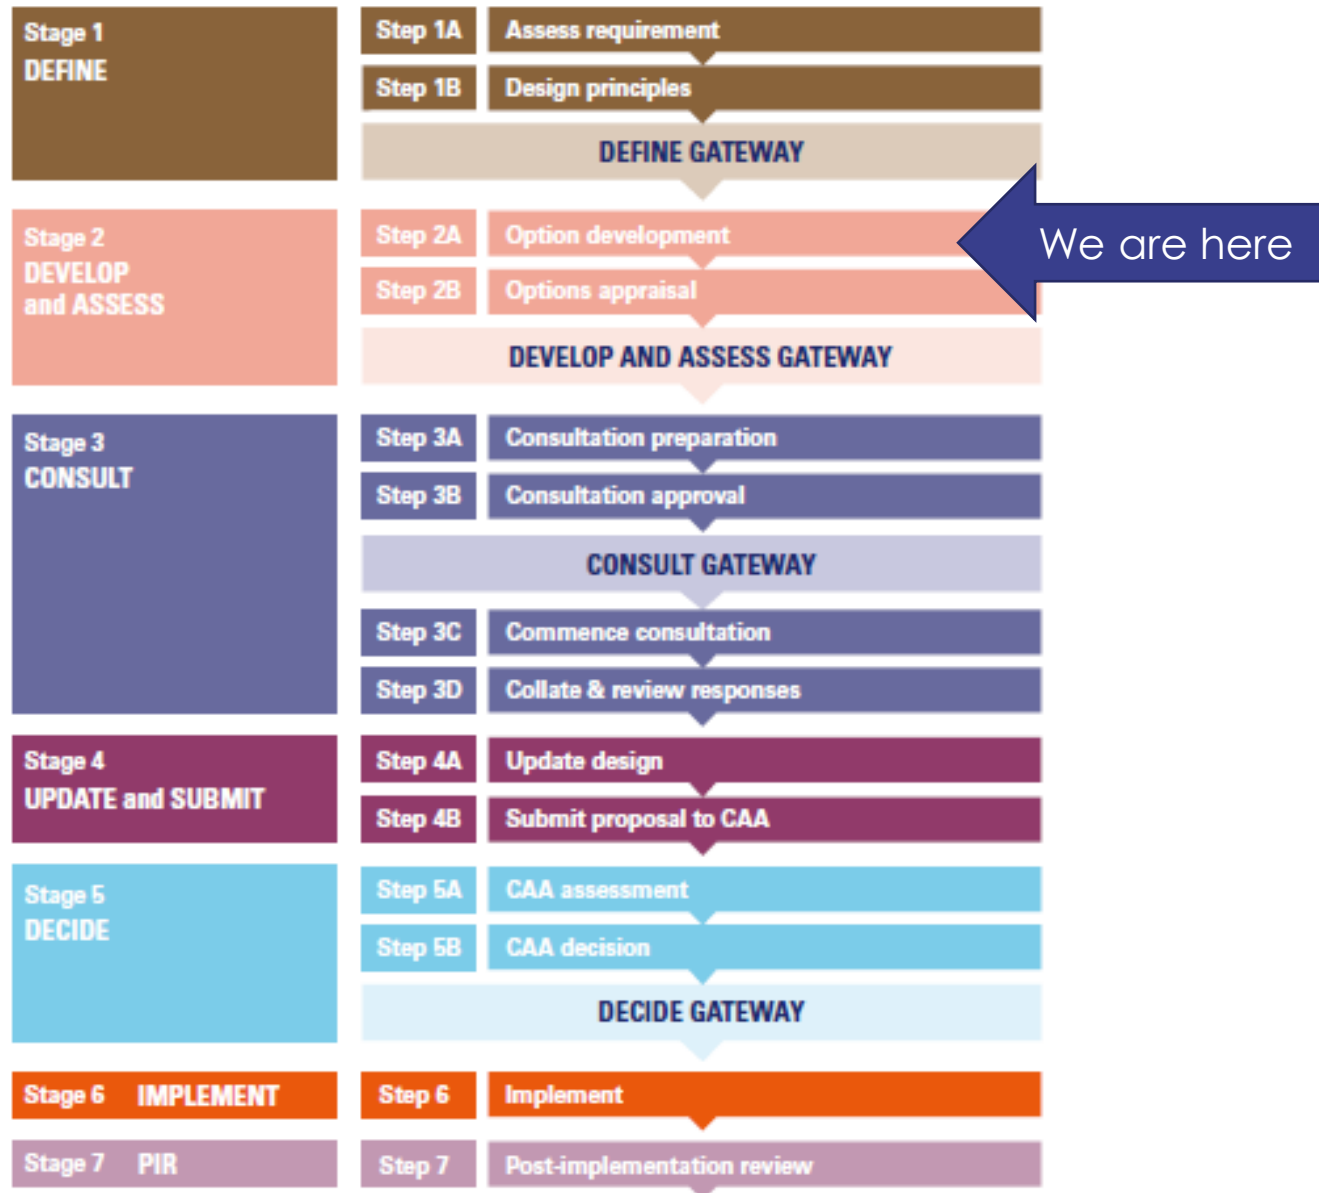 Stage 1
DEFINE
Step 1A Assess requirement
Step 1B Design principles
DEFINE GATEWAY
Stage 2
DEVELOP
and ASSESS
Step 2A Option development
We are here
Step 2B Options appraisal
DEVELOP AND ASSESS GATEWAY
Stage 3
CONSULT
Step 3A Consultation preparation
Step 3B Consultation approval
CONSULT GATEWAY
Step 3C Commence consultation
Step 3D Collate & review responses
Stage 4
UPDATE and SUBMIT
Step 4A Update design
Step 4B Submit proposal to CAA
Stage 5
DECIDE
Step 5A CAA assessment
Step 5B CAA decision
DECIDE GATEWAY
Stage 6 IMPLEMENT
Step 6 Implement
Stage 7 PIR
Step 7 Post-implementation review